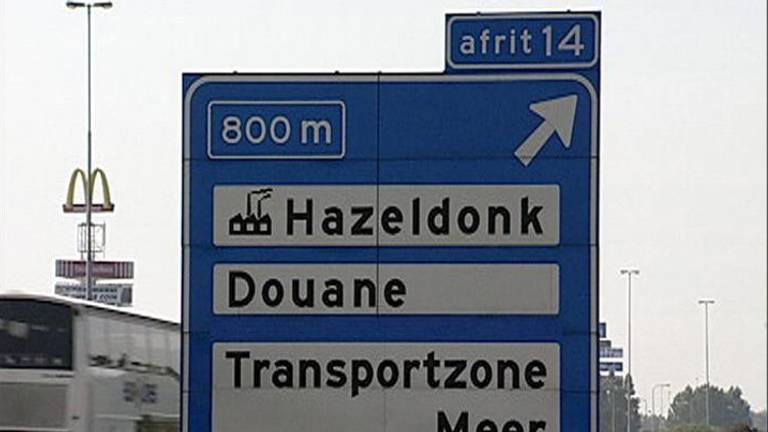 afrit 14
800 m
Hazeldonk
Douane
Transportzone
Meer